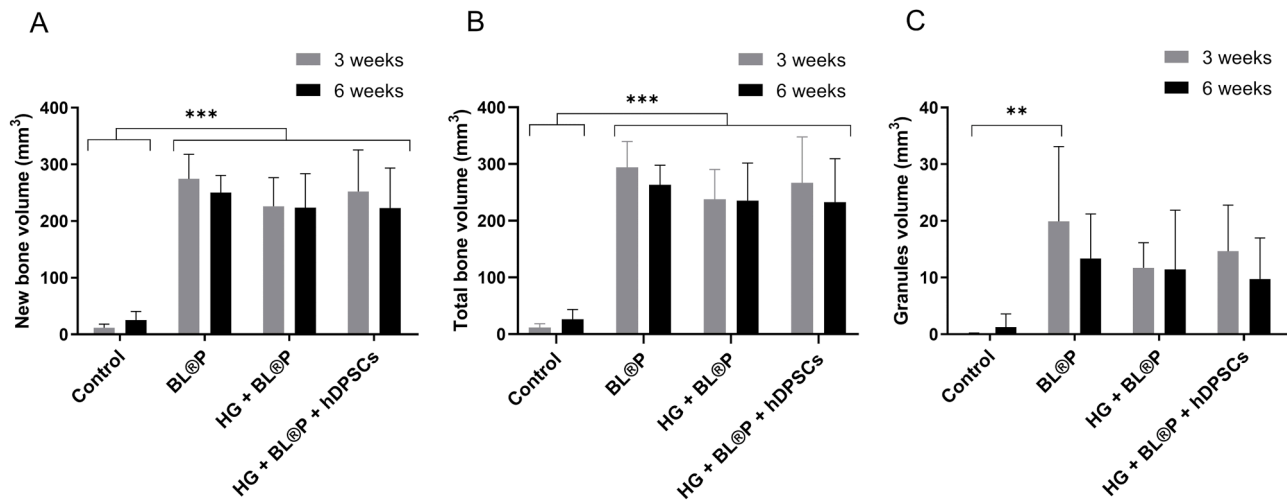 A
3 weeks
6 weeks
New bone volume (mm³)
400
300
200
100
0
***
Control
BL®P
HG + BL®P
HG + BL®P + hDPSCs
B
3 weeks
6 weeks
Total bone volume (mm³)
400
300
200
100
0
***
Control
BL®P
HG + BL®P
HG + BL®P + hDPSCs
C
3 weeks
6 weeks
Granules volume (mm³)
40
30
20
10
0
**
Control
BL®P
HG + BL®P
HG + BL®P + hDPSCs